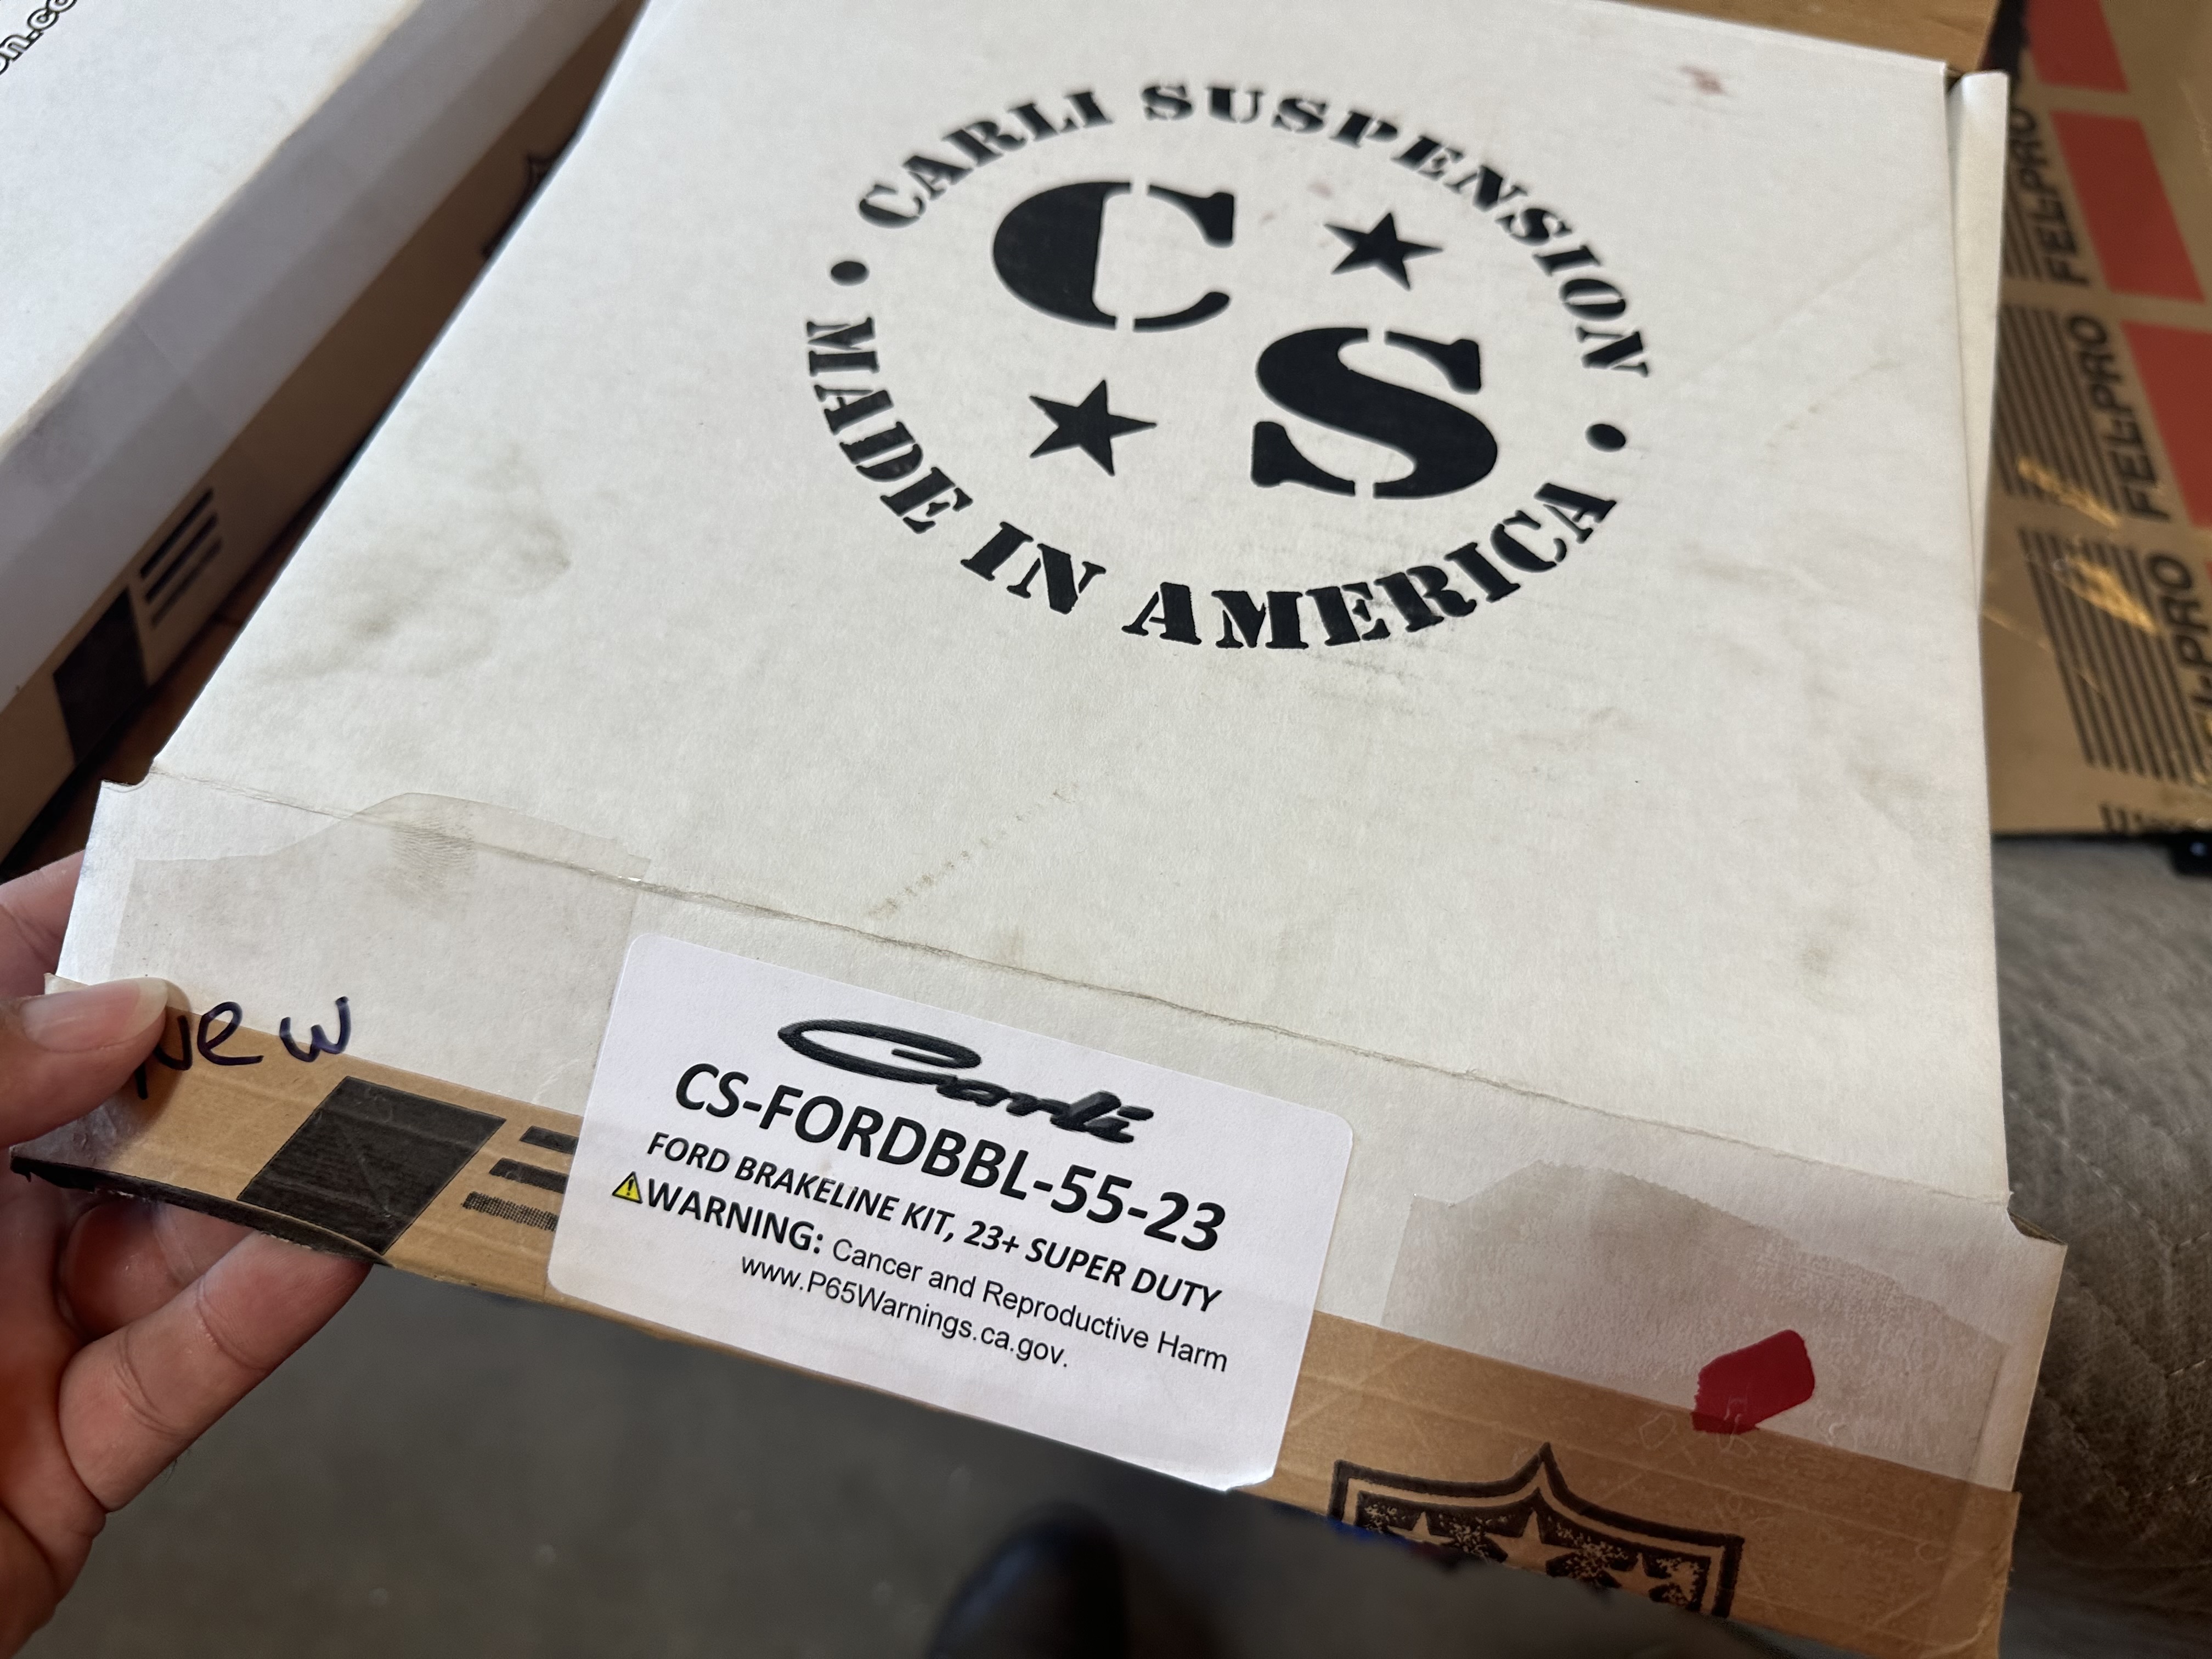 CARLI SUSPENSION
CS
MADE IN AMERICA
New
Carli
CS-FORDBBL-55-23
FORD BRAKELINE KIT, 23+ SUPER DUTY
⚠WARNING: Cancer and Reproductive Harm
www.P65Warnings.ca.gov.
FEL-PRO
FEL-PRO
FEL-PRO